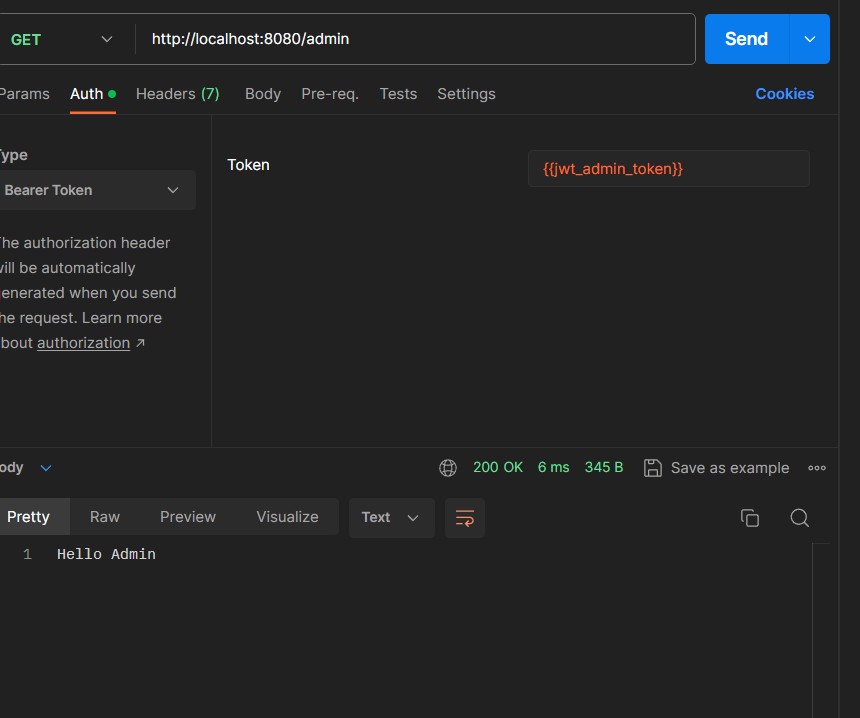 GET http://localhost:8080/admin Send
Params Auth Headers (7) Body Pre-req. Tests Settings Cookies
Type
Token {{jwt_admin_token}}
Bearer Token
The authorization header
will be automatically
generated when you send
the request. Learn more
about authorization ↗
Body 200 OK 6 ms 345 B Save as example
Pretty Raw Preview Visualize Text
1 Hello Admin